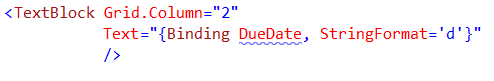 <TextBlock Grid.Column="2"
Text="{Binding DueDate, StringFormat='d'}"
/>